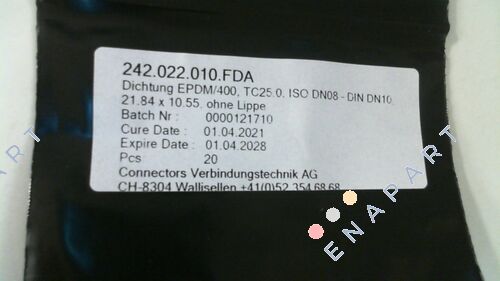 242.022.010.FDA
Dichtung EPDM/400, TC25.0, ISO DN08 - DIN DN10,
21.84 x 10.55, ohne Lippe
Batch Nr : 0000121710
Cure Date : 01.04.2021
Expire Date : 01.04.2028
Pcs 20
Connectors Verbindungstechnik AG
CH-8304 Wallisellen +41(0)52 354 68 68
ENAPART